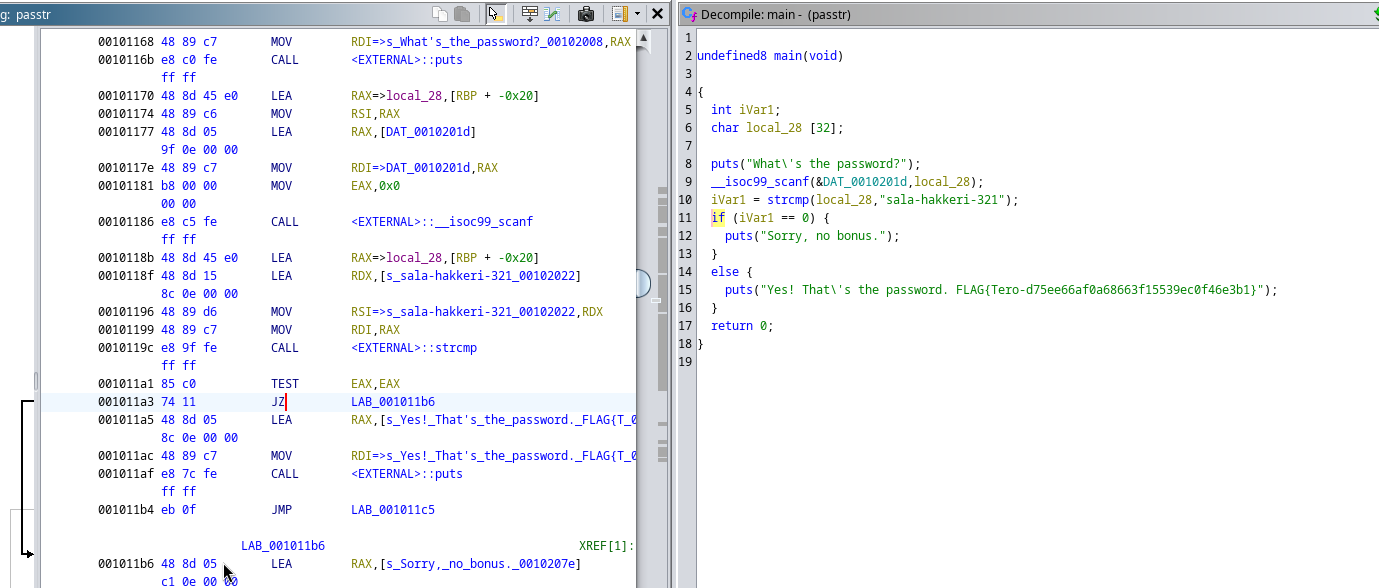 g: passtr
00101168 48 89 c7 MOV RDI=>s_What's_the_password?_00102008,RAX
0010116b e8 c0 fe CALL <EXTERNAL>::puts
ff ff
00101170 48 8d 45 e0 LEA RAX=>local_28,[RBP + -0x20]
00101174 48 89 c6 MOV RSI,RAX
00101177 48 8d 05 LEA RAX,[DAT_0010201d]
9f 0e 00 00
0010117e 48 89 c7 MOV RDI=>DAT_0010201d,RAX
00101181 b8 00 00 MOV EAX,0x0
00 00
00101186 e8 c5 fe CALL <EXTERNAL>::__isoc99_scanf
ff ff
0010118b 48 8d 45 e0 LEA RAX=>local_28,[RBP + -0x20]
0010118f 48 8d 15 LEA RDX,[s_sala-hakkeri-321_00102022]
8c 0e 00 00
00101196 48 89 d6 MOV RSI=>s_sala-hakkeri-321_00102022,RDX
00101199 48 89 c7 MOV RDI,RAX
0010119c e8 9f fe CALL <EXTERNAL>::strcmp
ff ff
001011a1 85 c0 TEST EAX,EAX
001011a3 74 11 JZ LAB_001011b6
001011a5 48 8d 05 LEA RAX,[s_Yes!_That's_the_password._FLAG{T_0
8c 0e 00 00
001011ac 48 89 c7 MOV RDI=>s_Yes!_That's_the_password._FLAG{T_0
001011af e8 7c fe CALL <EXTERNAL>::puts
ff ff
001011b4 eb 0f JMP LAB_001011c5
LAB_001011b6 XREF[1]:
001011b6 48 8d 05 LEA RAX,[s_Sorry,_no_bonus._0010207e]
c1 0e 00 00
Decompile: main - (passtr)
1
2 undefined8 main(void)
3
4 {
5 int iVar1;
6 char local_28 [32];
7
8 puts("What\'s the password?");
9 __isoc99_scanf(&DAT_0010201d,local_28);
10 iVar1 = strcmp(local_28,"sala-hakkeri-321");
11 if (iVar1 == 0) {
12 puts("Sorry, no bonus.");
13 }
14 else {
15 puts("Yes! That\'s the password. FLAG{Tero-d75ee66af0a68663f15539ec0f46e3b1}");
16 }
17 return 0;
18 }
19